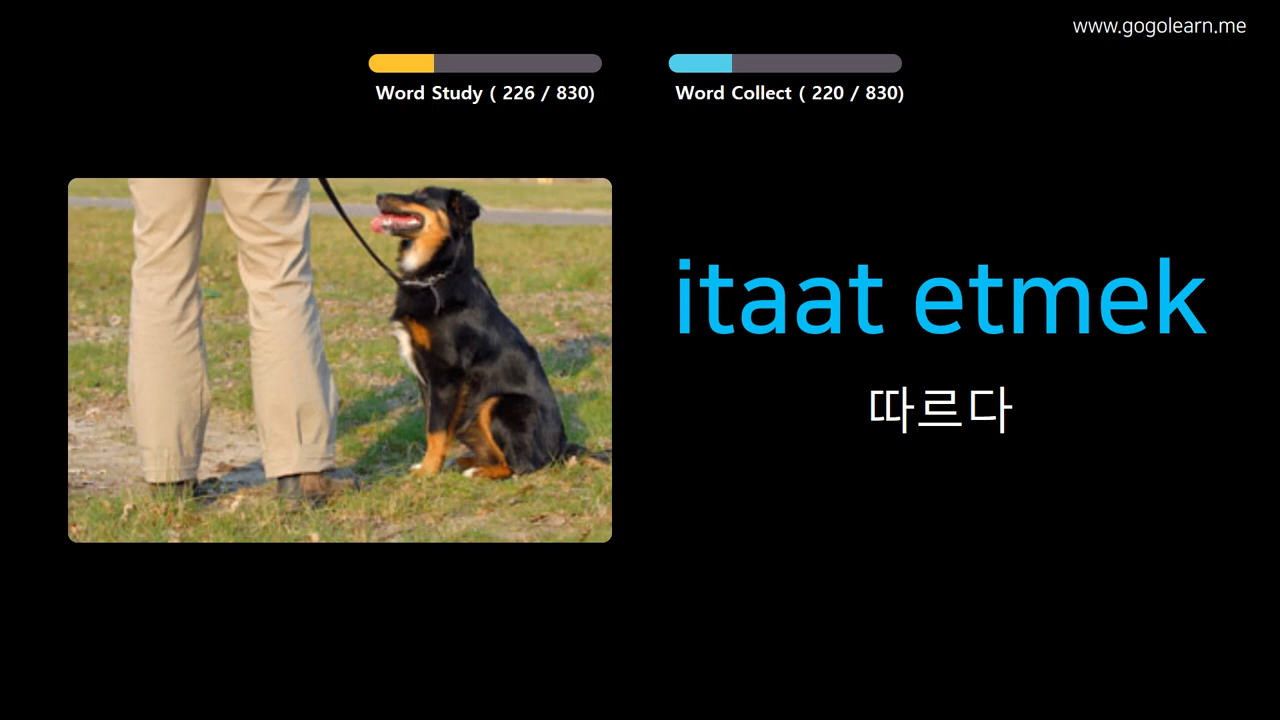 www.gogolearn.me
Word Study ( 226 / 830)
Word Collect ( 220 / 830)
itaat etmek
따르다